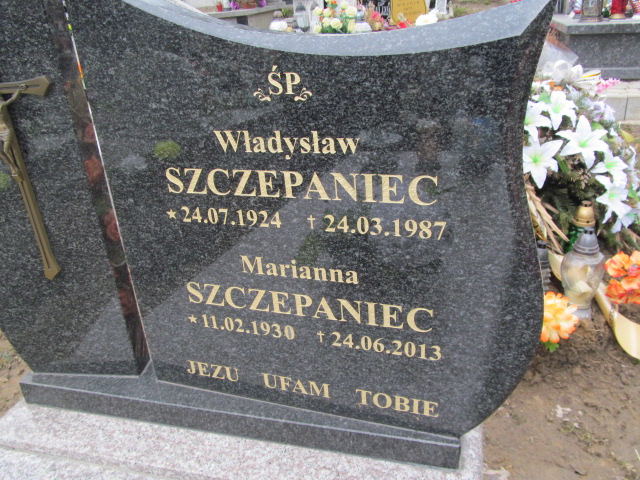 ŚP
Władysław
SZCZEPANIEC
★ 24.07.1924 † 24.03.1987
Marianna
SZCZEPANIEC
★ 11.02.1930 † 24.06.2013
JEZU UFAM TOBIE